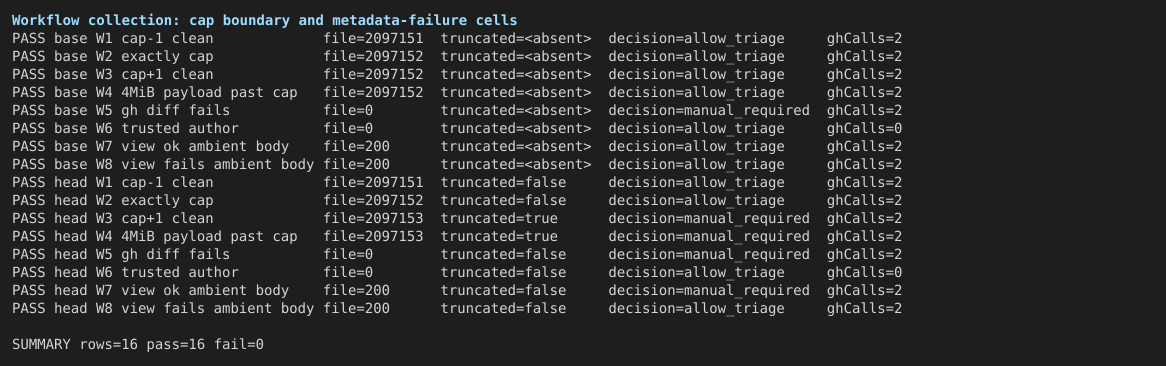 Workflow collection: cap boundary and metadata-failure cells
PASS base W1 cap-1 clean             file=2097151  truncated=<absent>  decision=allow_triage     ghCalls=2
PASS base W2 exactly cap             file=2097152  truncated=<absent>  decision=allow_triage     ghCalls=2
PASS base W3 cap+1 clean             file=2097152  truncated=<absent>  decision=allow_triage     ghCalls=2
PASS base W4 4MiB payload past cap   file=2097152  truncated=<absent>  decision=allow_triage     ghCalls=2
PASS base W5 gh diff fails           file=0        truncated=<absent>  decision=manual_required  ghCalls=2
PASS base W6 trusted author          file=0        truncated=<absent>  decision=allow_triage     ghCalls=0
PASS base W7 view ok ambient body    file=200      truncated=<absent>  decision=allow_triage     ghCalls=2
PASS base W8 view fails ambient body file=200      truncated=<absent>  decision=allow_triage     ghCalls=2
PASS head W1 cap-1 clean             file=2097151  truncated=false     decision=allow_triage     ghCalls=2
PASS head W2 exactly cap             file=2097152  truncated=false     decision=allow_triage     ghCalls=2
PASS head W3 cap+1 clean             file=2097153  truncated=true      decision=manual_required  ghCalls=2
PASS head W4 4MiB payload past cap   file=2097153  truncated=true      decision=manual_required  ghCalls=2
PASS head W5 gh diff fails           file=0        truncated=false     decision=manual_required  ghCalls=2
PASS head W6 trusted author          file=0        truncated=false     decision=allow_triage     ghCalls=0
PASS head W7 view ok ambient body    file=200      truncated=false     decision=manual_required  ghCalls=2
PASS head W8 view fails ambient body file=200      truncated=false     decision=allow_triage     ghCalls=2
SUMMARY rows=16 pass=16 fail=0